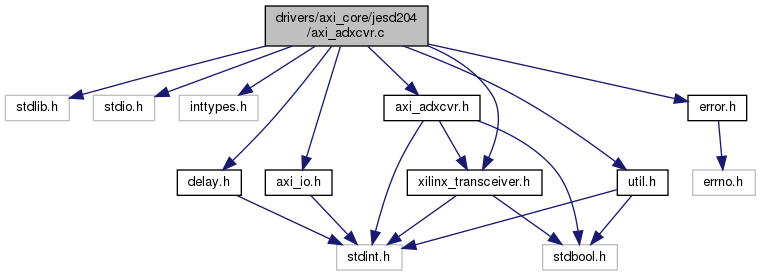 drivers/axi_core/jesd204
/axi_adxcvr.c
stdlib.h
stdio.h
inttypes.h
axi_adxcvr.h
error.h
delay.h
axi_io.h
xilinx_transceiver.h
util.h
errno.h
stdint.h
stdbool.h